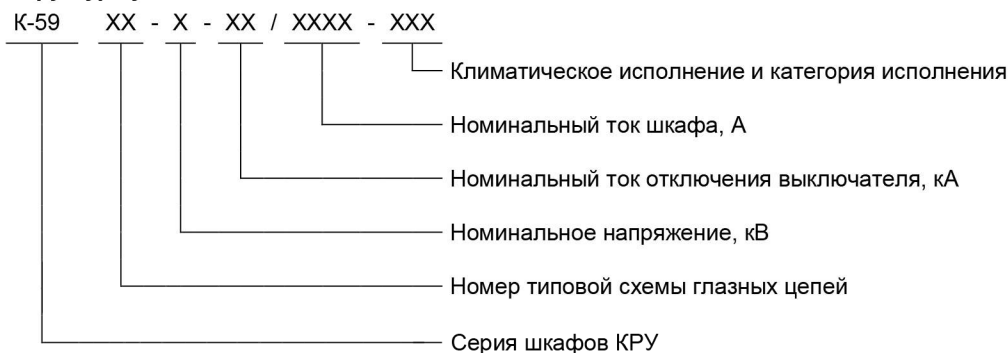 К-59 XX - X - XX / XXXX - XXX
Климатическое исполнение и категория исполнения
Номинальный ток шкафа, А
Номинальный ток отключения выключателя, кА
Номинальное напряжение, кВ
Номер типовой схемы глазных цепей
Серия шкафов КРУ